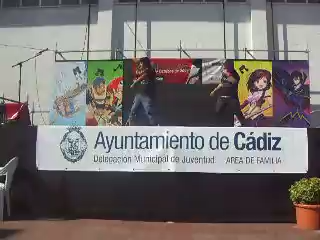 Ayuntamiento de Cádiz
Delegación Municipal de Juventud ÁREA DE FAMILIA